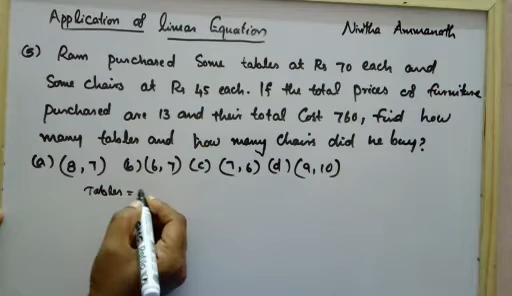 Application of linear Equation
Nivitha Ammanath
(5) Ram purchased Some tables at Rs 70 each and
Some chairs at Rs 45 each. If the total prices of furniture
purchased are 13 and their total Cost 760, find how
many tables and how many Chairs did he buy?
(a) (8, 7) (b) (6, 7) (c) (7, 6) (d) (9, 10)
Tables =